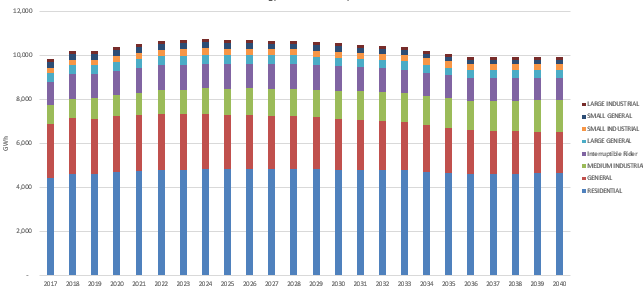 12,000
10,000
8,000
6,000
4,000
2,000
-
GWh
2017 2018 2019 2020 2021 2022 2023 2024 2025 2026 2027 2028 2029 2030 2031 2032 2033 2034 2035 2036 2037 2038 2039 2040
LARGE INDUSTRIAL
SMALL GENERAL
SMALL INDUSTRIAL
LARGE GENERAL
Interruptible Rider
MEDIUM INDUSTRIAL
GENERAL
RESIDENTIAL